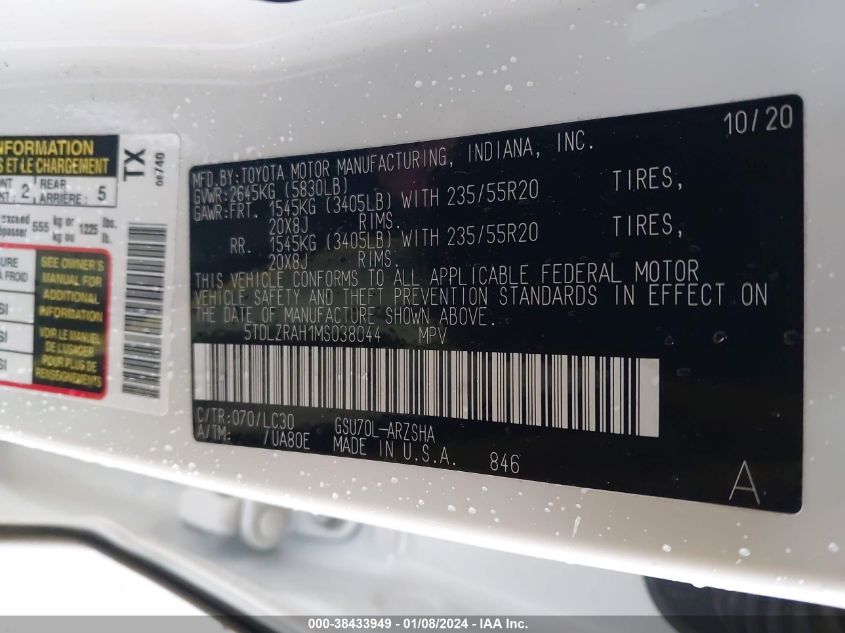 INFORMATION
S ET LE CHARGEMENT
2
REAR
ARRIÈRE: 5
exceed 555 kg or 1225 lbs.
kg ou lb.
SEE OWNER'S
MANUAL FOR
ADDITIONAL
INFORMATION
VOIR LE MANUEL
DE L'USAGER
POUR PLUS DE
RENSEIGNEMENTS
À FROID
TX
10/20
MFD.BY:TOYOTA MOTOR MANUFACTURING, INDIANA, INC.
GVWR:2645KG (5830LB)
GAWR:FRT. 1545KG (3405LB) WITH 235/55R20 TIRES,
20X8J RIMS.
RR. 1545KG (3405LB) WITH 235/55R20 TIRES,
20X8J RIMS.
THIS VEHICLE CONFORMS TO ALL APPLICABLE FEDERAL MOTOR
VEHICLE SAFETY AND THEFT PREVENTION STANDARDS IN EFFECT ON
THE DATE OF MANUFACTURE SHOWN ABOVE.
5TDLZRAH1MS038044 MPV
C/TR:070/LC30 GSU70L-ARZSHA
A/TM: /UA80E MADE IN U.S.A. 846
A
000-38433949 - 01/08/2024 - IAA Inc.